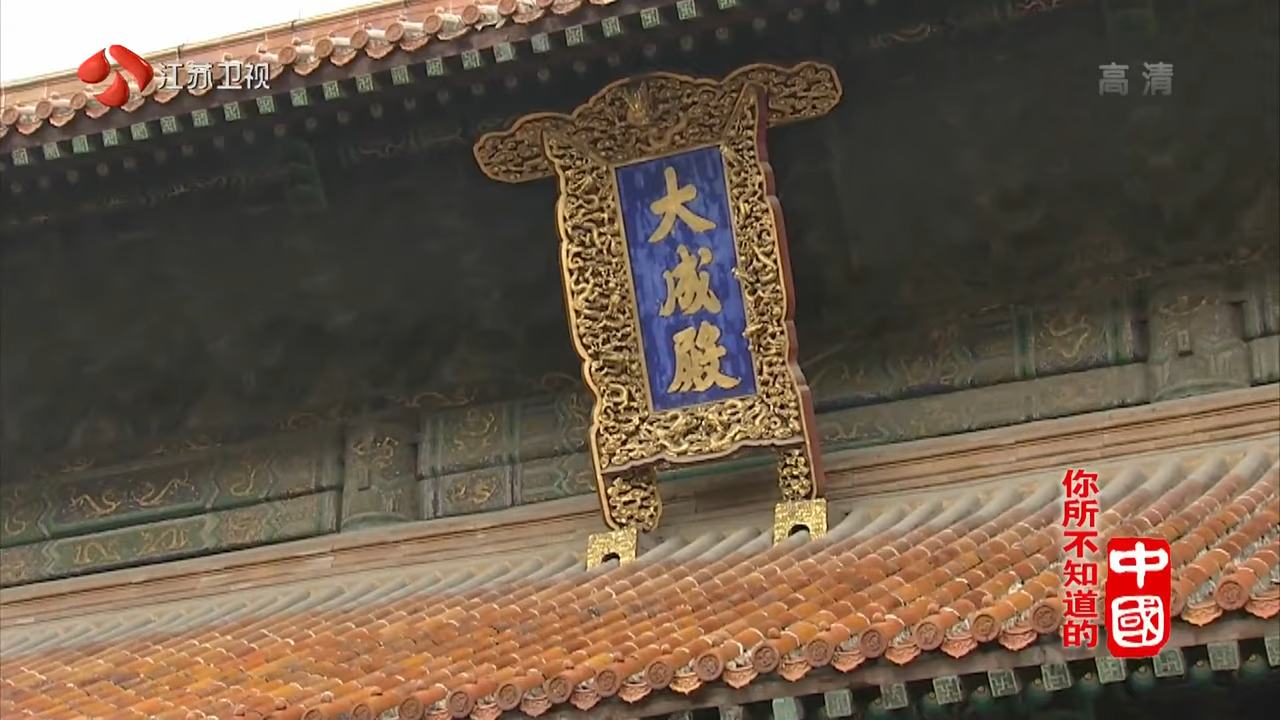 江苏卫视
高清
大成殿
你所不知道的
中國